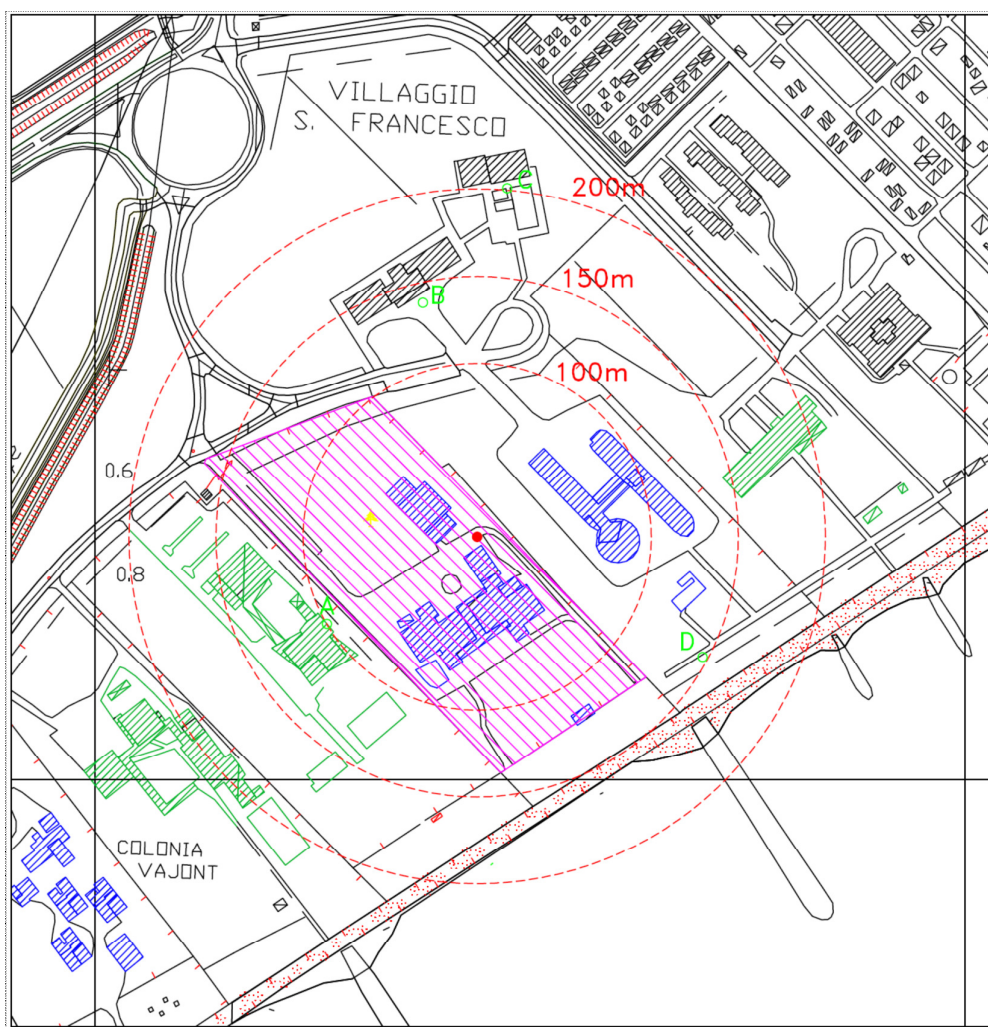 VILLAGGIO
S. FRANCESCO
200m
C
150m
B
100m
0.6
0.8
A
D
COLONIA
VAJONT